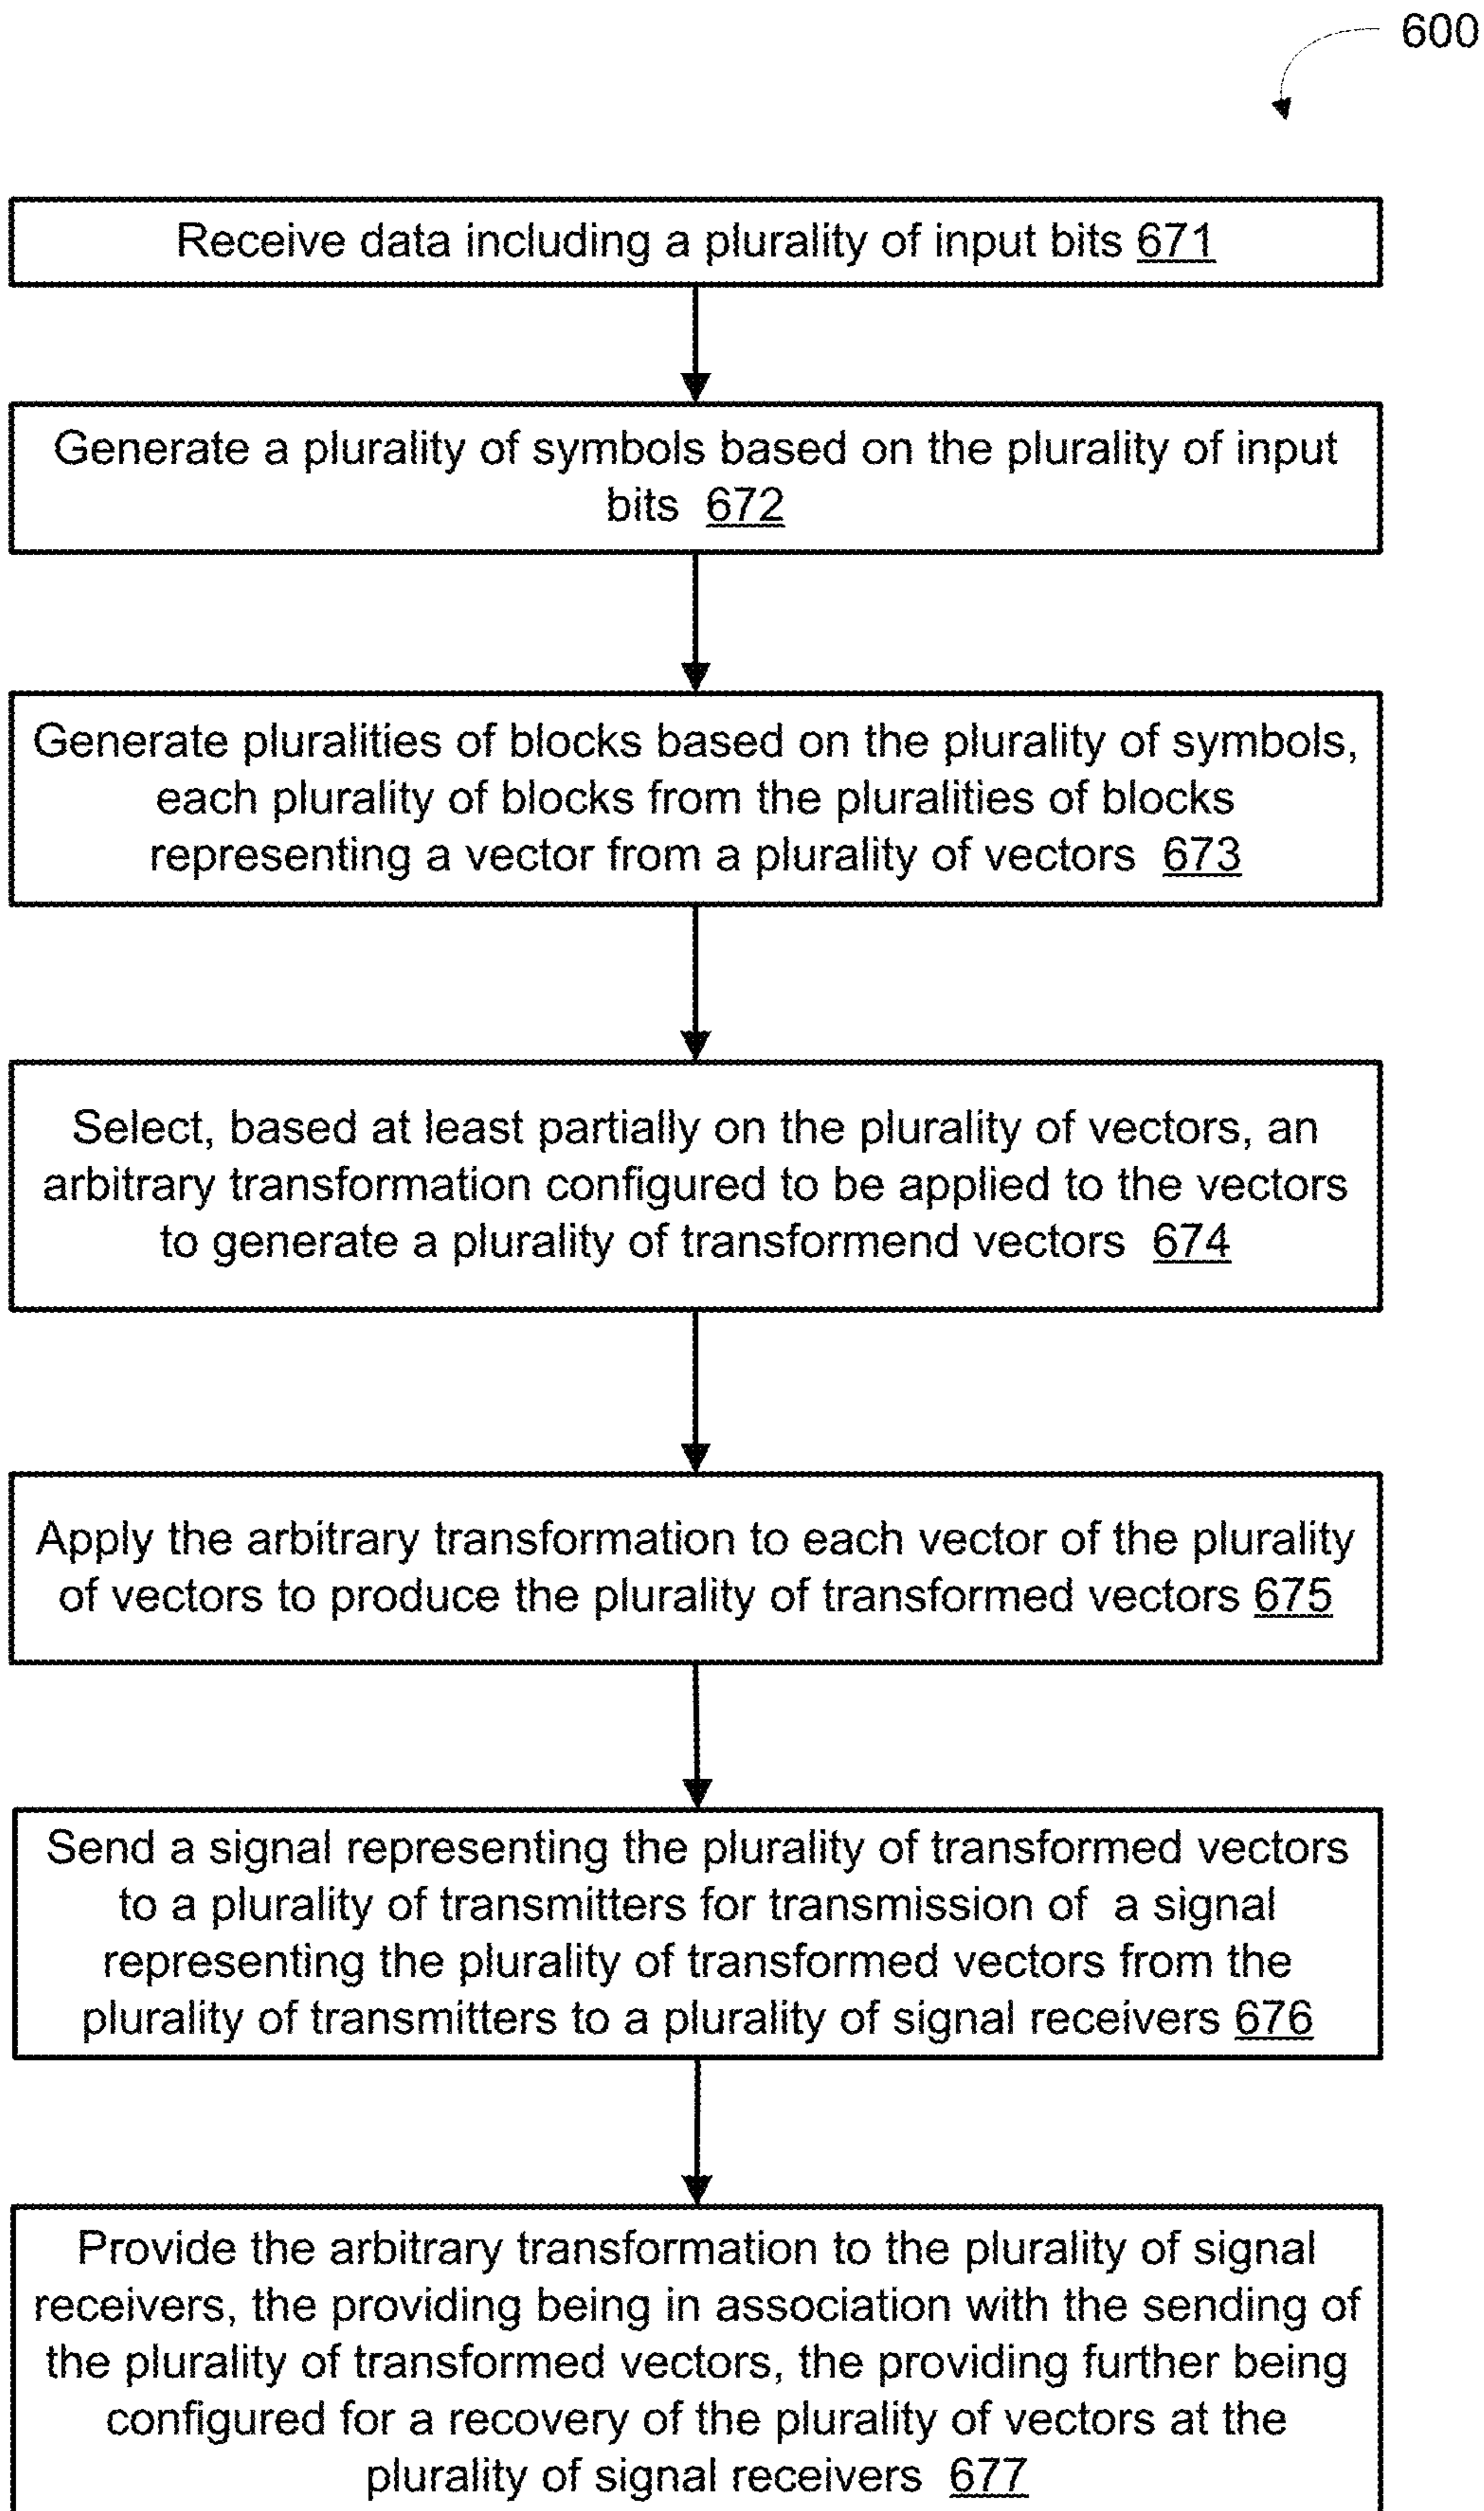 600
Receive data including a plurality of input bits 671
Generate a plurality of symbols based on the plurality of input
bits 672
Generate pluralities of blocks based on the plurality of symbols,
each plurality of blocks from the pluralities of blocks
representing a vector from a plurality of vectors 673
Select, based at least partially on the plurality of vectors, an
arbitrary transformation configured to be applied to the vectors
to generate a plurality of transformend vectors 674
Apply the arbitrary transformation to each vector of the plurality
of vectors to produce the plurality of transformed vectors 675
Send a signal representing the plurality of transformed vectors
to a plurality of transmitters for transmission of a signal
representing the plurality of transformed vectors from the
plurality of transmitters to a plurality of signal receivers 676
Provide the arbitrary transformation to the plurality of signal
receivers, the providing being in association with the sending of
the plurality of transformed vectors, the providing further being
configured for a recovery of the plurality of vectors at the
plurality of signal receivers 677